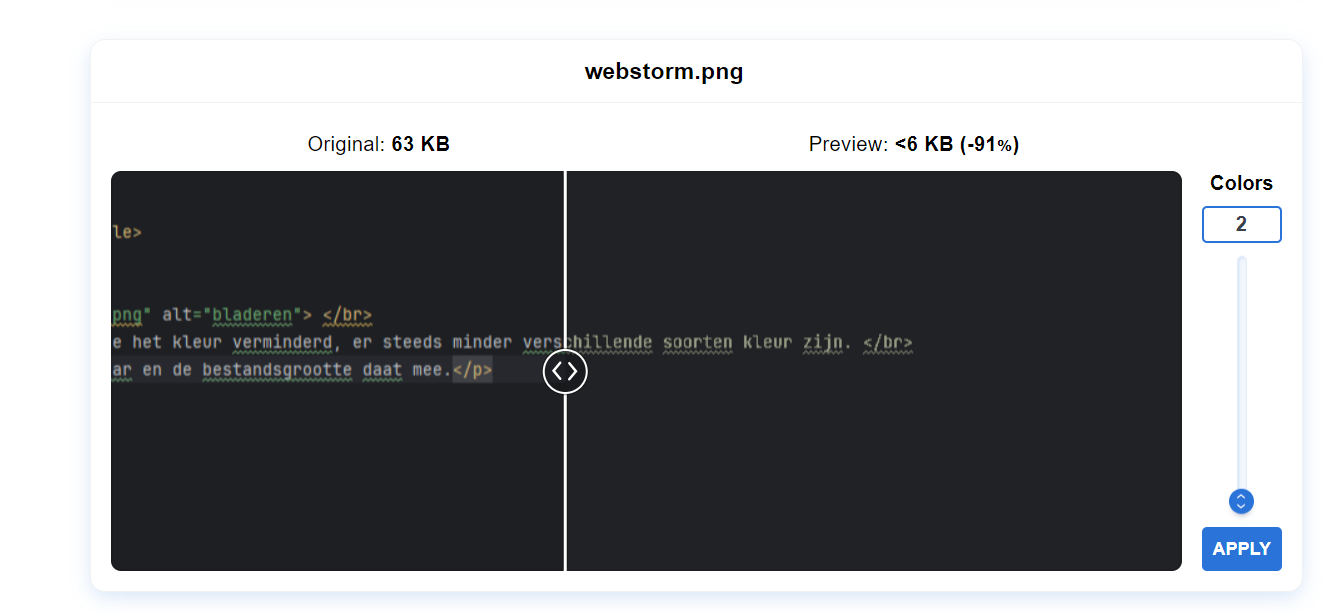 webstorm.png
Original: 63 KB
Preview: <6 KB (-91%)
Colors
2
le>
png" alt="bladeren"> </br>
e het kleur verminderd, er steeds minder verschillende soorten kleur zijn. </br>
ar en de bestandsgrootte daat mee.</p>
APPLY